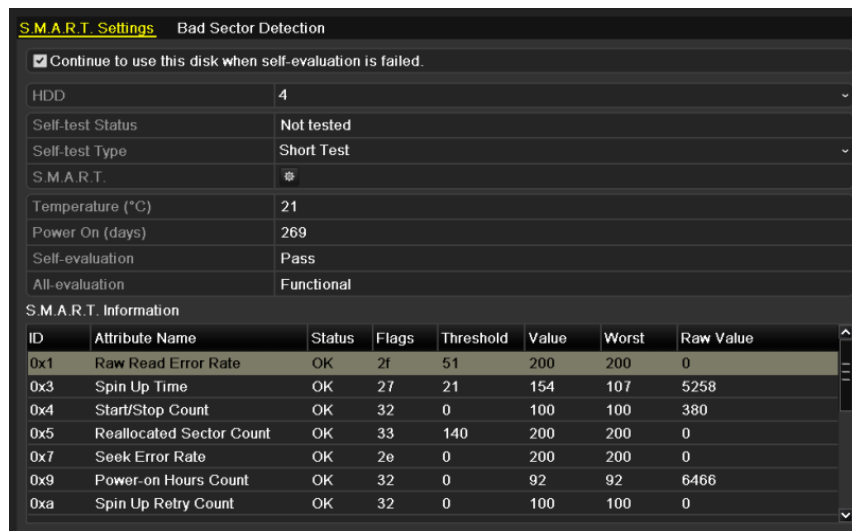 S.M.A.R.T. Settings Bad Sector Detection
Continue to use this disk when self-evaluation is failed.
HDD 4
Self-test Status Not tested
Self-test Type Short Test
S.M.A.R.T.
Temperature (°C) 21
Power On (days) 269
Self-evaluation Pass
All-evaluation Functional
S.M.A.R.T. Information
ID Attribute Name Status Flags Threshold Value Worst Raw Value
0x1 Raw Read Error Rate OK 2f 51 200 200 0
0x3 Spin Up Time OK 27 21 154 107 5258
0x4 Start/Stop Count OK 32 0 100 100 380
0x5 Reallocated Sector Count OK 33 140 200 200 0
0x7 Seek Error Rate OK 2e 0 200 200 0
0x9 Power-on Hours Count OK 32 0 92 92 6466
0xa Spin Up Retry Count OK 32 0 100 100 0